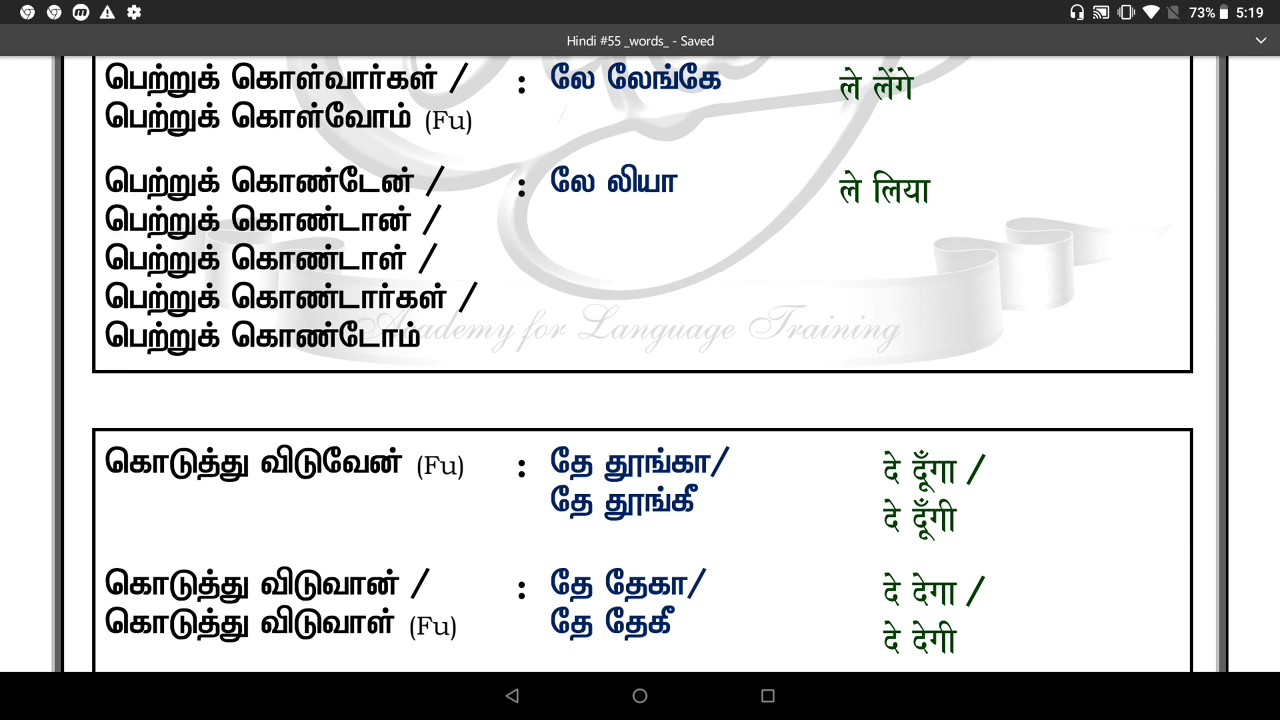 73% 5:19
Hindi #55 _words_ - Saved
பெற்றுக் கொள்வார்கள் / : லே லேங்கே ले लेंगे
பெற்றுக் கொள்வோம் (Fu)
பெற்றுக் கொண்டேன் / : லே லியா ले लिया
பெற்றுக் கொண்டான் /
பெற்றுக் கொண்டாள் /
பெற்றுக் கொண்டார்கள் /
பெற்றுக் கொண்டோம்
Academy for Language Training
கொடுத்து விடுவேன் (Fu) : தே தூங்கா/ दे दूँगा /
தே தூங்கீ दे दूँगी
கொடுத்து விடுவான் / : தே தேகா/ दे देगा /
கொடுத்து விடுவாள் (Fu) தே தேகீ दे देगी